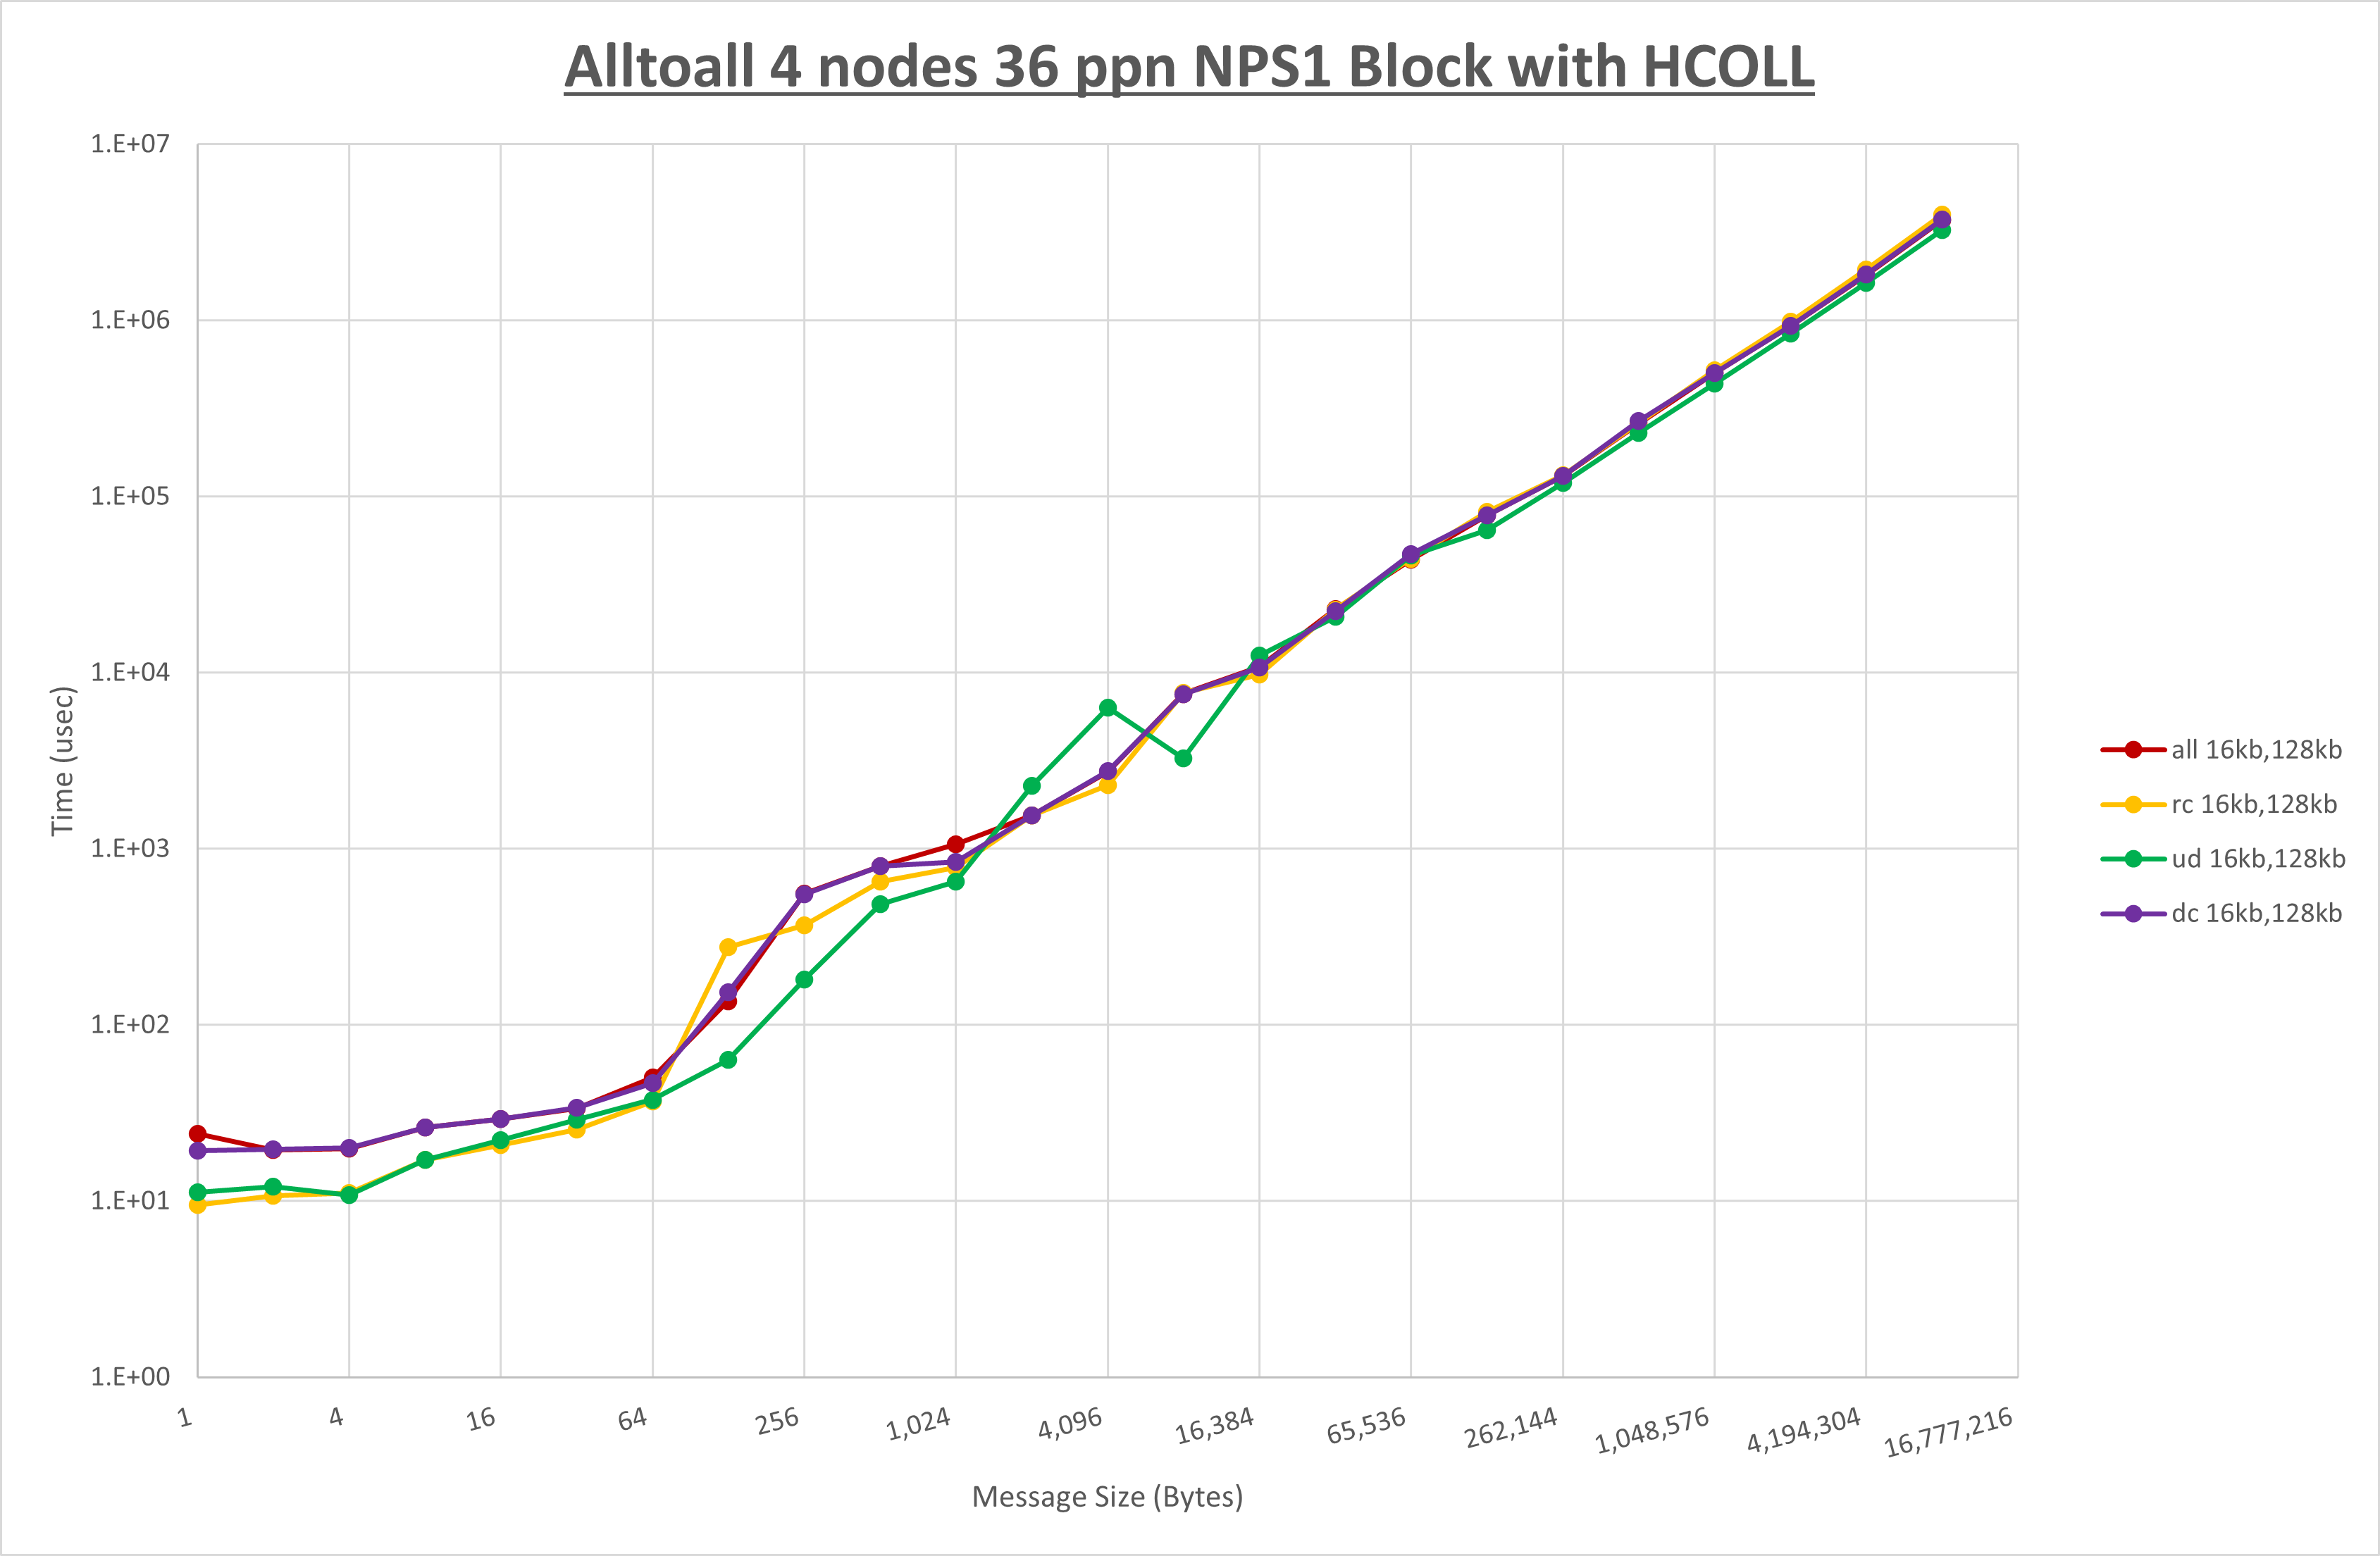 Alltoall 4 nodes 36 ppn NPS1 Block with HCOLL
1.E+07
1.E+06
1.E+05
1.E+04
1.E+03
1.E+02
1.E+01
1.E+00
Time (usec)
1 4 16 64 256 1,024 4,096 16,384 65,536 262,144 1,048,576 4,194,304 16,777,216
Message Size (Bytes)
all 16kb,128kb
rc 16kb,128kb
ud 16kb,128kb
dc 16kb,128kb